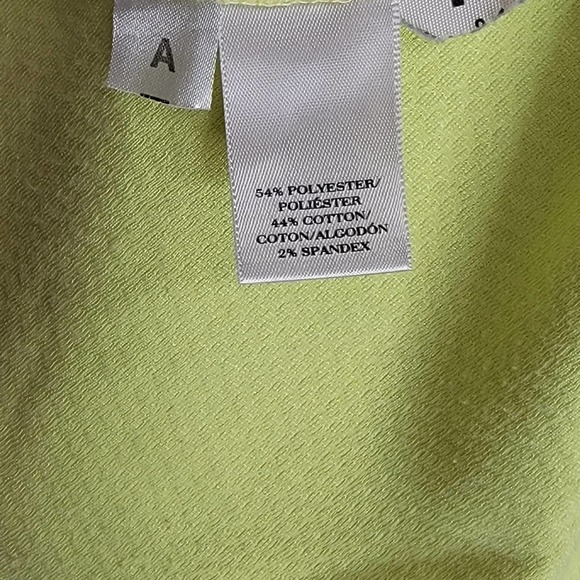 A
54% POLYESTER/
POLIÉSTER
44% COTTON/
COTON/ALGODÓN
2% SPANDEX